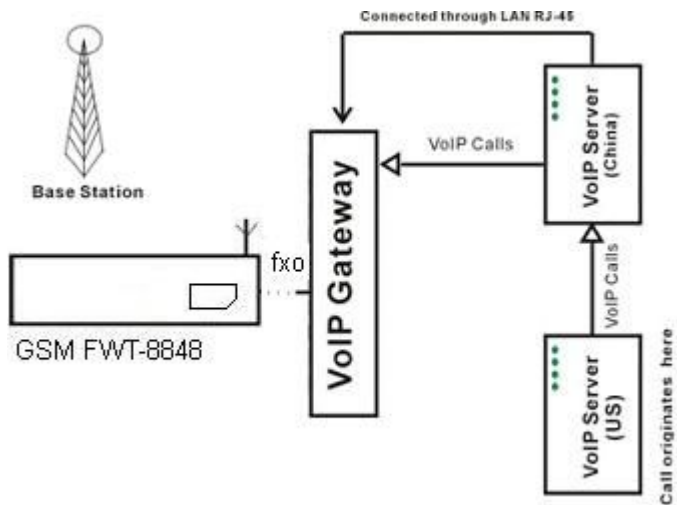 Connected through LAN RJ-45
VoIP Server
(China)
VoIP Calls
Base Station
fxo
VoIP Gateway
GSM FWT-8848
VoIP Calls
VoIP Server
(US)
Call originates here